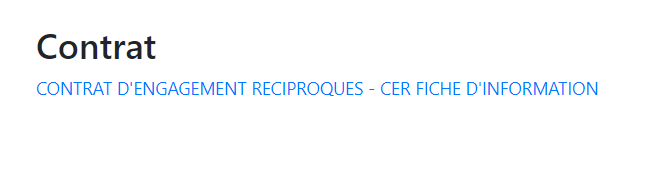 Contrat
CONTRAT D'ENGAGEMENT RECIPROQUES - CER FICHE D'INFORMATION